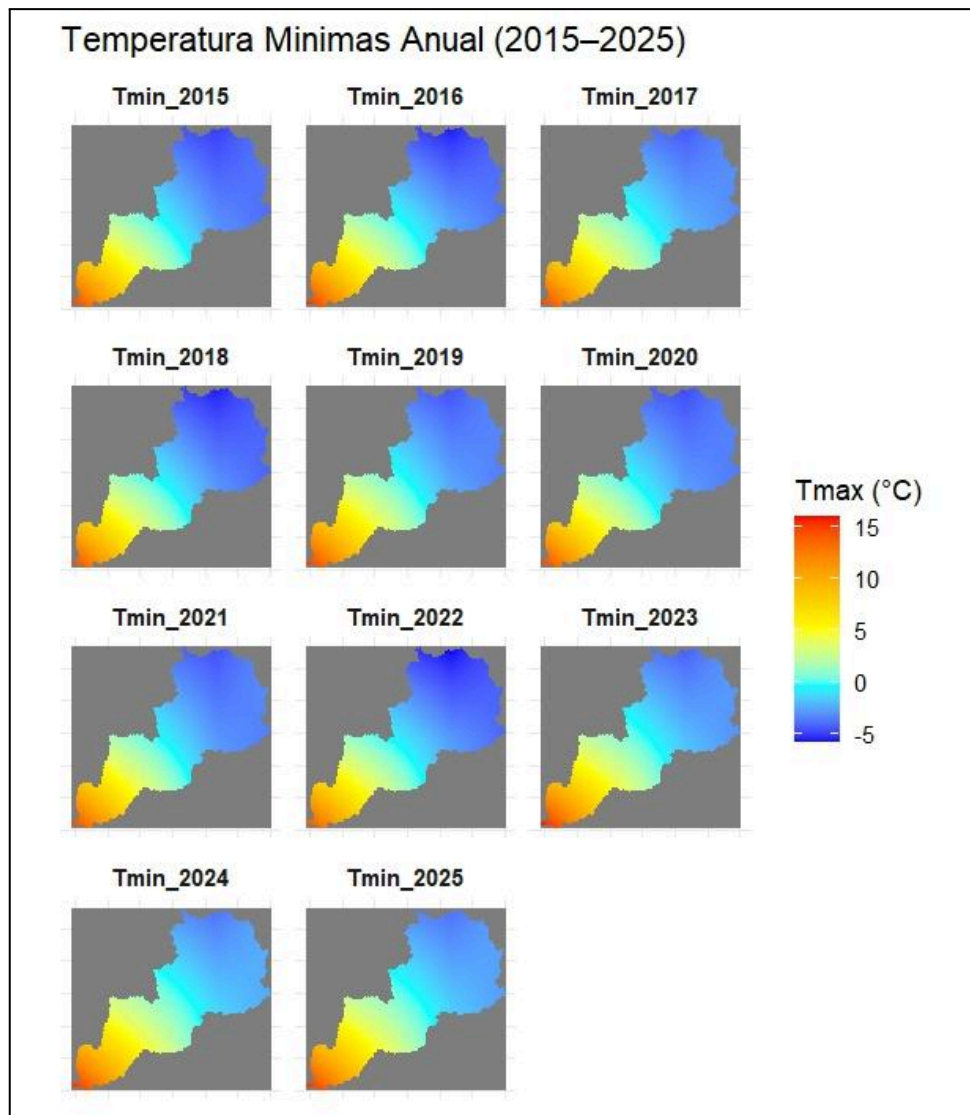 Temperatura Minimas Anual (2015–2025)
Tmin_2015 Tmin_2016 Tmin_2017
Tmin_2018 Tmin_2019 Tmin_2020
Tmax (°C)
15
10
5
0
-5
Tmin_2021 Tmin_2022 Tmin_2023
Tmin_2024 Tmin_2025